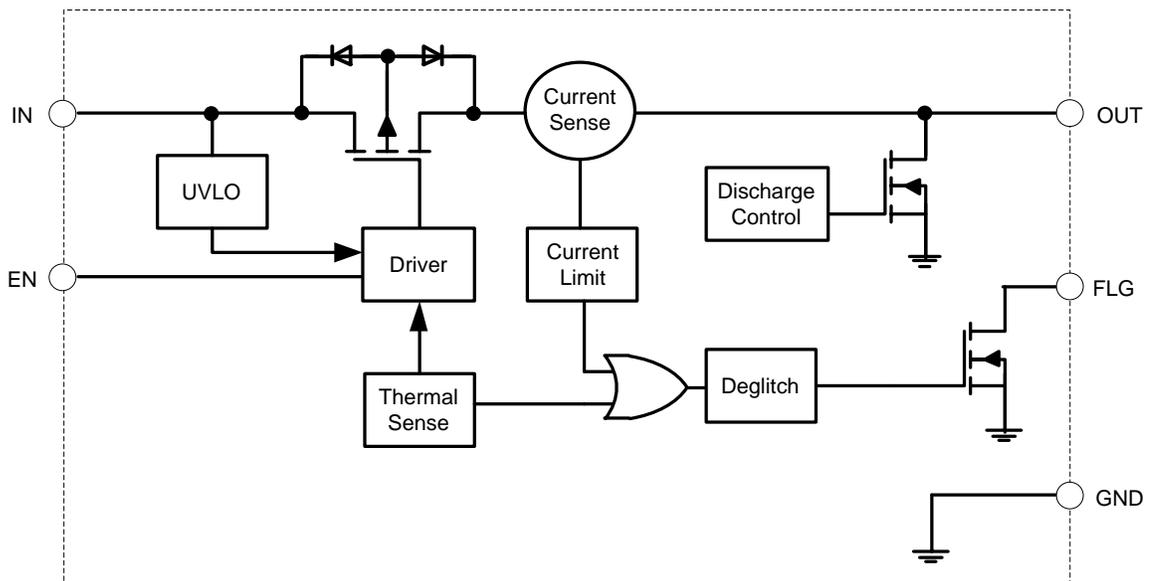 IN
Current
Sense
OUT
UVLO
Discharge
Control
Driver
Current
Limit
EN
FLG
Thermal
Sense
Deglitch
GND